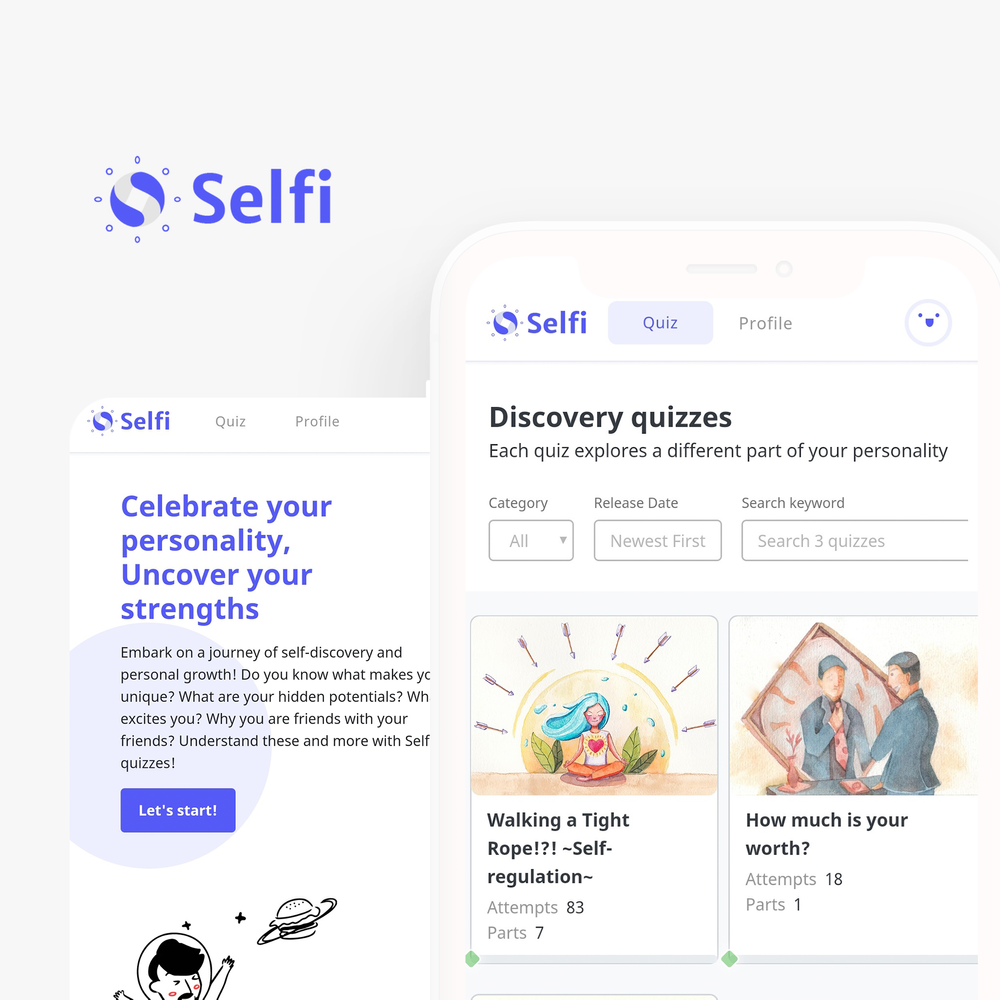 Selfi
Selfi
Quiz
Profile
Celebrate your
personality,
Uncover your
strengths
Embark on a journey of self-discovery and
personal growth! Do you know what makes yo
unique? What are your hidden potentials? Wh
excites you? Why you are friends with your
friends? Understand these and more with Self
quizzes!
Let's start!
Selfi
Quiz
Profile
Discovery quizzes
Each quiz explores a different part of your personality
Category
Release Date
Search keyword
All
Newest First
Search 3 quizzes
Walking a Tight
Rope!?! ~Self-
regulation~
Attempts 83
Parts 7
How much is your
worth?
Attempts 18
Parts 1